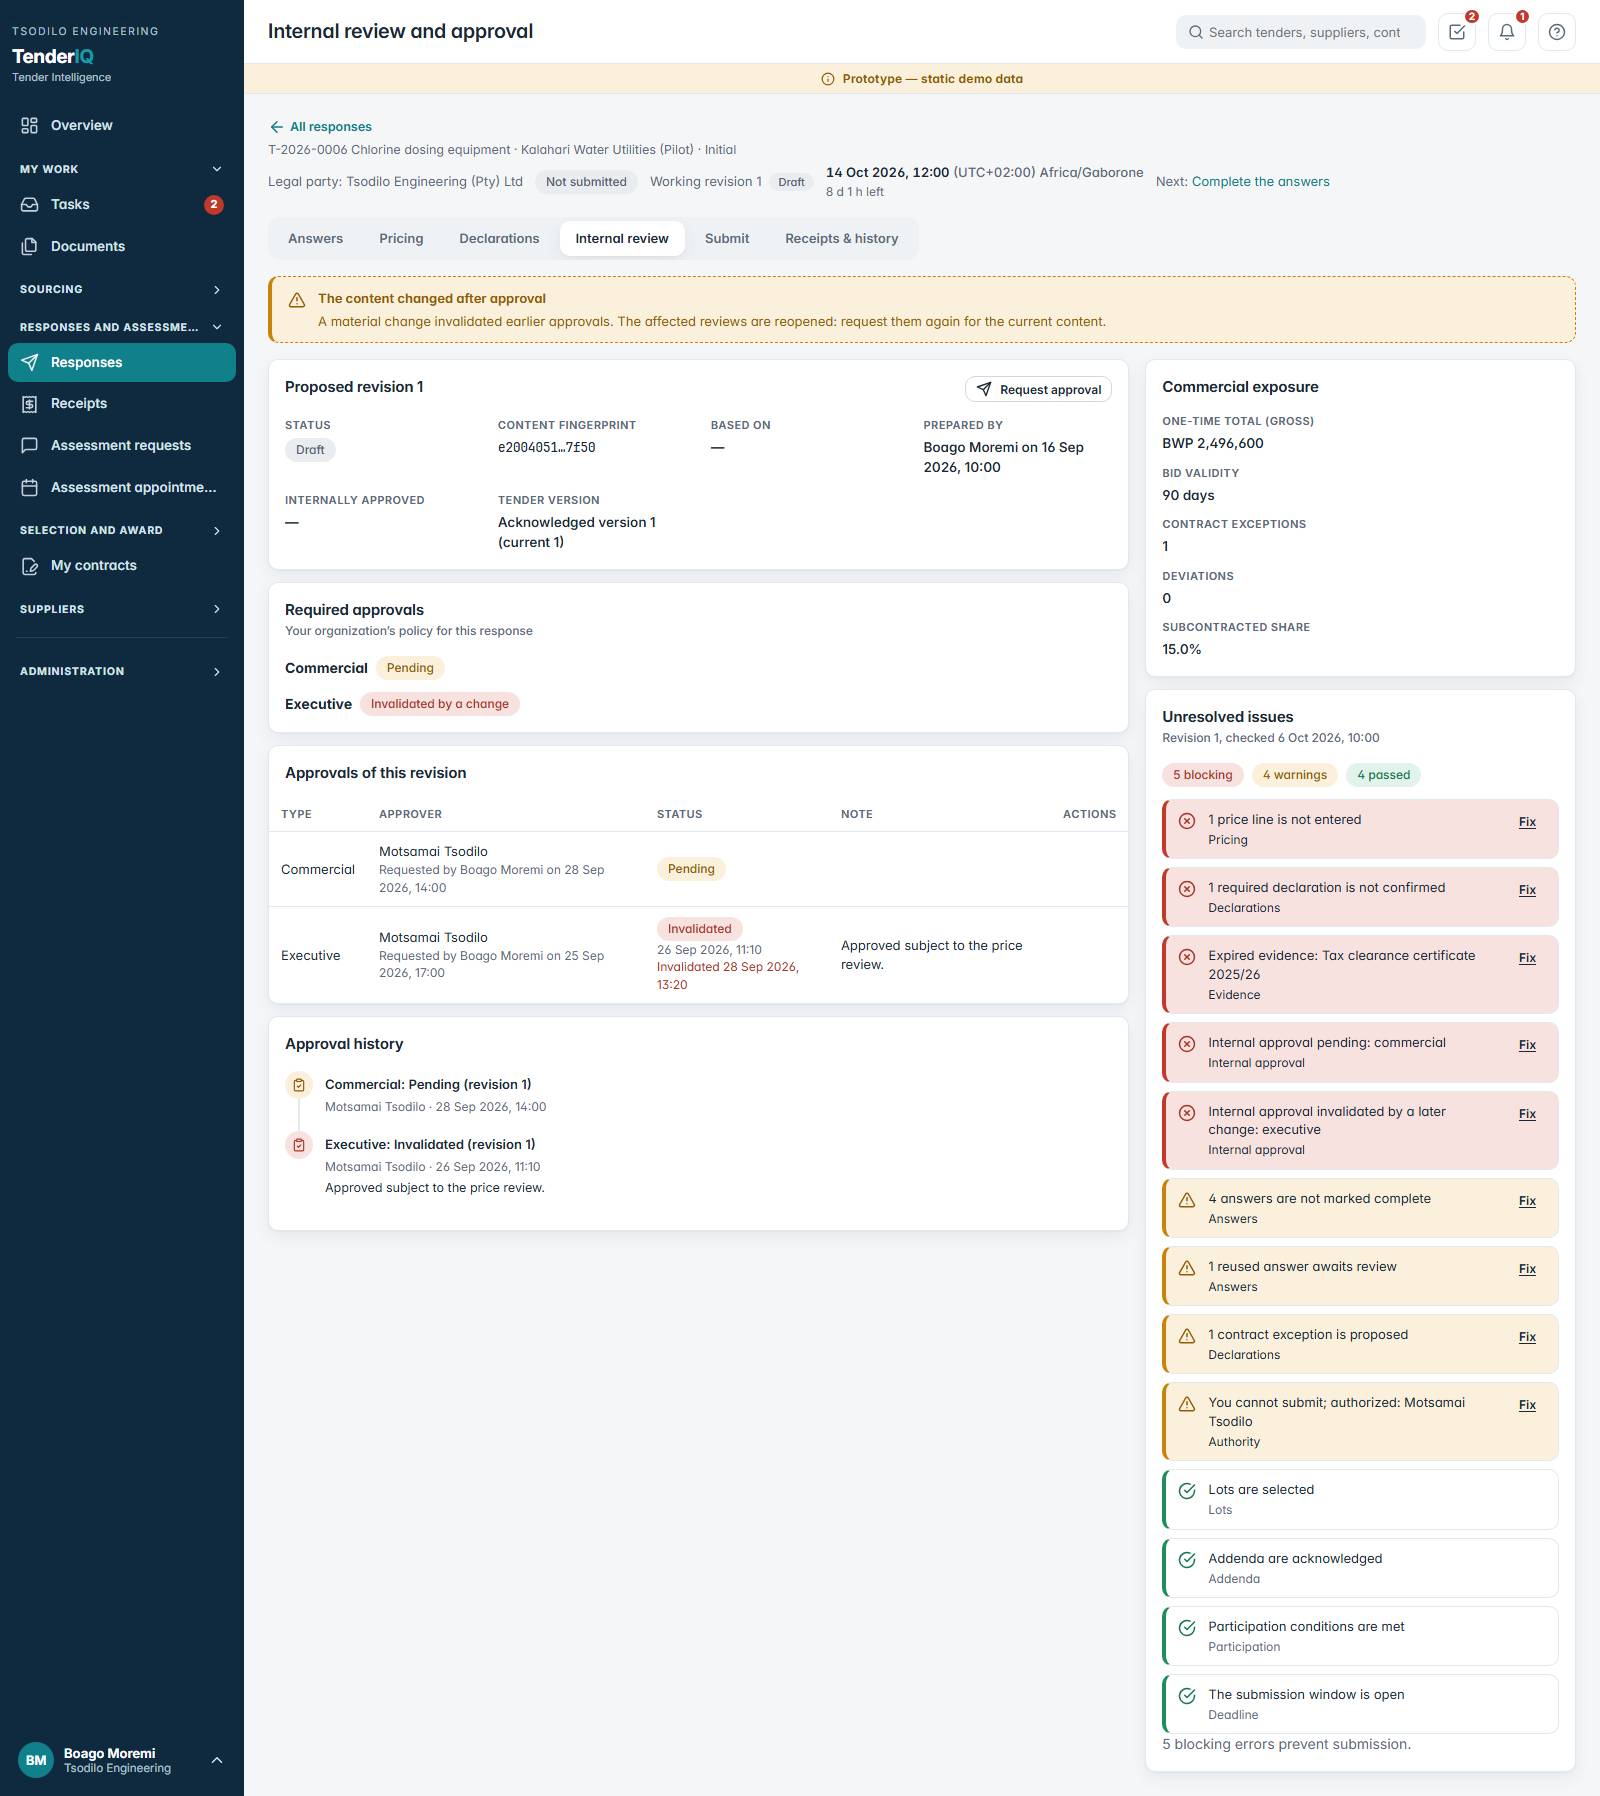 TSODILO ENGINEERING
TenderIQ
Tender Intelligence
Overview
MY WORK
Tasks
2
Documents
SOURCING
RESPONSES AND ASSESSME...
Responses
Receipts
Assessment requests
Assessment appointme...
SELECTION AND AWARD
My contracts
SUPPLIERS
ADMINISTRATION
BM
Boago Moremi
Tsodilo Engineering
Internal review and approval
Search tenders, suppliers, cont
2
1
Prototype — static demo data
All responses
T-2026-0006 Chlorine dosing equipment · Kalahari Water Utilities (Pilot) · Initial
Legal party: Tsodilo Engineering (Pty) Ltd
Not submitted
Working revision 1
Draft
14 Oct 2026, 12:00 (UTC+02:00) Africa/Gaborone
8 d 1 h left
Next: Complete the answers
Answers
Pricing
Declarations
Internal review
Submit
Receipts & history
The content changed after approval
A material change invalidated earlier approvals. The affected reviews are reopened: request them again for the current content.
Proposed revision 1
Request approval
STATUS
Draft
CONTENT FINGERPRINT
e2004051…7f50
BASED ON
—
PREPARED BY
Boago Moremi on 16 Sep
2026, 10:00
INTERNALLY APPROVED
—
TENDER VERSION
Acknowledged version 1
(current 1)
Required approvals
Your organization's policy for this response
Commercial
Pending
Executive
Invalidated by a change
Approvals of this revision
TYPE
APPROVER
STATUS
NOTE
ACTIONS
Commercial
Motsamai Tsodilo
Requested by Boago Moremi on 28 Sep
2026, 14:00
Pending
Executive
Motsamai Tsodilo
Requested by Boago Moremi on 25 Sep
2026, 17:00
Invalidated
26 Sep 2026, 11:10
Invalidated 28 Sep 2026,
13:20
Approved subject to the price
review.
Approval history
Commercial: Pending (revision 1)
Motsamai Tsodilo · 28 Sep 2026, 14:00
Executive: Invalidated (revision 1)
Motsamai Tsodilo · 26 Sep 2026, 11:10
Approved subject to the price review.
Commercial exposure
ONE-TIME TOTAL (GROSS)
BWP 2,496,600
BID VALIDITY
90 days
CONTRACT EXCEPTIONS
1
DEVIATIONS
0
SUBCONTRACTED SHARE
15.0%
Unresolved issues
Revision 1, checked 6 Oct 2026, 10:00
5 blocking
4 warnings
4 passed
1 price line is not entered
Pricing
Fix
1 required declaration is not confirmed
Declarations
Fix
Expired evidence: Tax clearance certificate
2025/26
Evidence
Fix
Internal approval pending: commercial
Internal approval
Fix
Internal approval invalidated by a later
change: executive
Internal approval
Fix
4 answers are not marked complete
Answers
Fix
1 reused answer awaits review
Answers
Fix
1 contract exception is proposed
Declarations
Fix
You cannot submit; authorized: Motsamai
Tsodilo
Authority
Fix
Lots are selected
Lots
Addenda are acknowledged
Addenda
Participation conditions are met
Participation
The submission window is open
Deadline
5 blocking errors prevent submission.